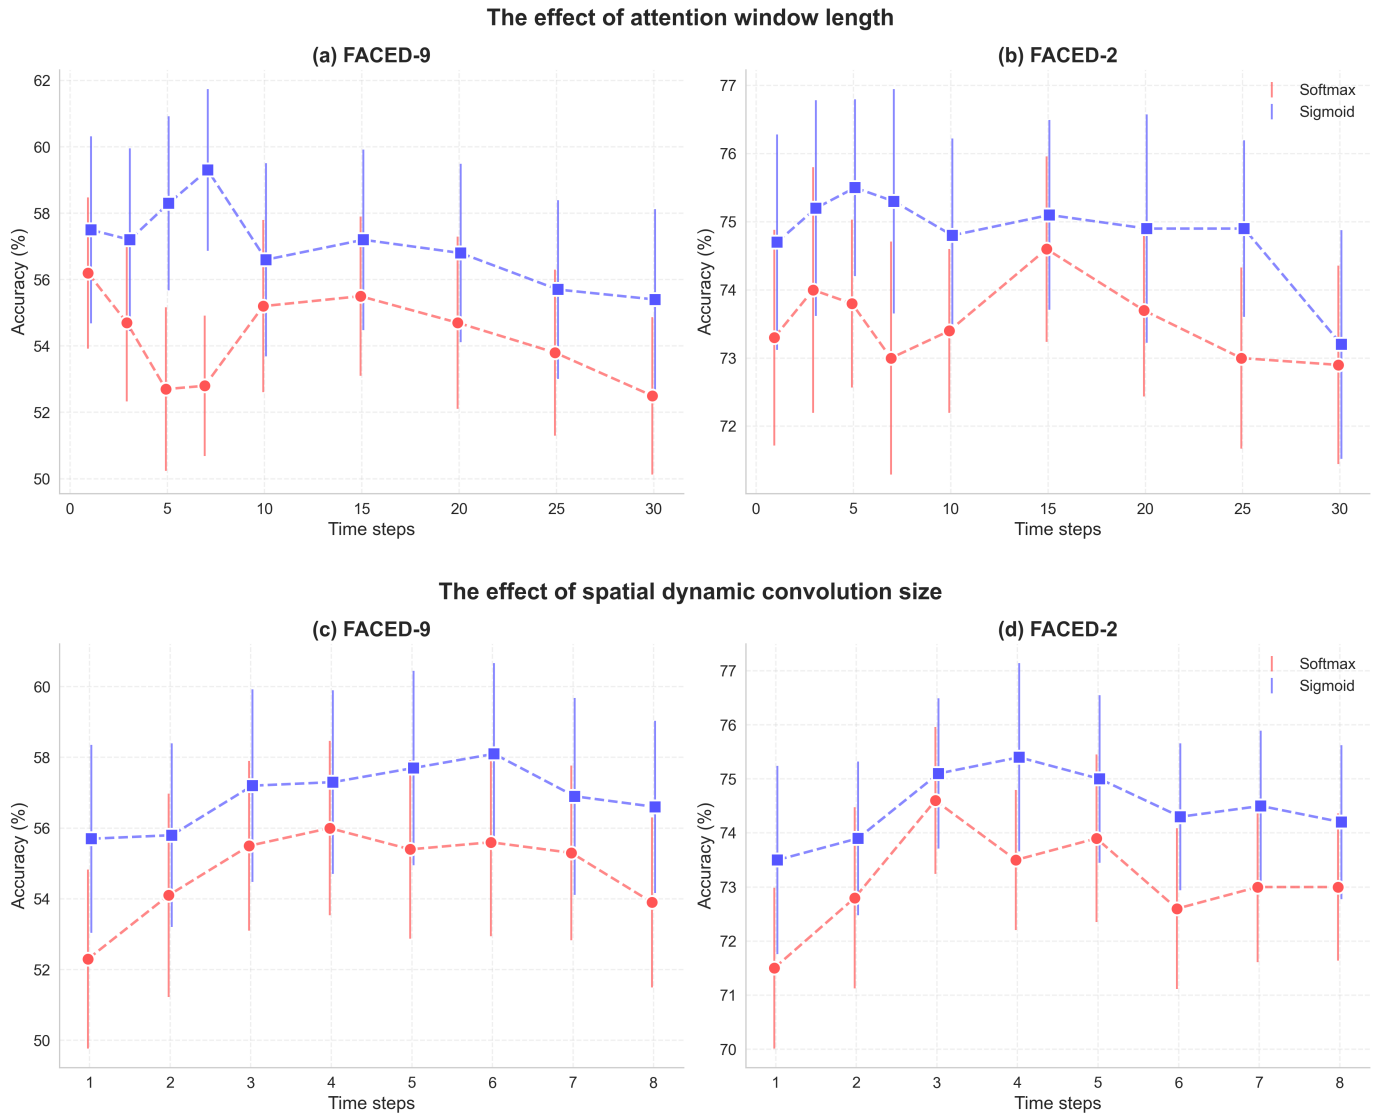 The effect of attention window length
(a) FACED-9
Accuracy (%)
62
60
58
56
54
52
50
0 5 10 15 20 25 30
Time steps
(b) FACED-2
Softmax
Sigmoid
Accuracy (%)
77
76
75
74
73
72
0 5 10 15 20 25 30
Time steps
The effect of spatial dynamic convolution size
(c) FACED-9
Accuracy (%)
60
58
56
54
52
50
1 2 3 4 5 6 7 8
Time steps
(d) FACED-2
Softmax
Sigmoid
Accuracy (%)
77
76
75
74
73
72
71
70
1 2 3 4 5 6 7 8
Time steps